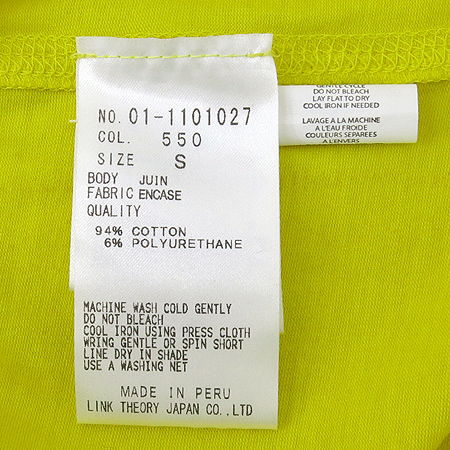 NO. 01-1101027
COL. 550
SIZE S
BODY JUIN
FABRIC ENCASE
QUALITY
94% COTTON
6% POLYURETHANE
MACHINE WASH COLD GENTLY
DO NOT BLEACH
COOL IRON USING PRESS CLOTH
WRING GENTLE OR SPIN SHORT
LINE DRY IN SHADE
USE A WASHING NET
MADE IN PERU
LINK THEORY JAPAN CO.,LTD
GENTLE CYCLE
DO NOT BLEACH
LAY FLAT TO DRY
COOL IRON IF NEEDED
LAVAGE A LA MACHINE
A L'EAU FROIDE
COULEURS SEPAREES
A L'ENVERS